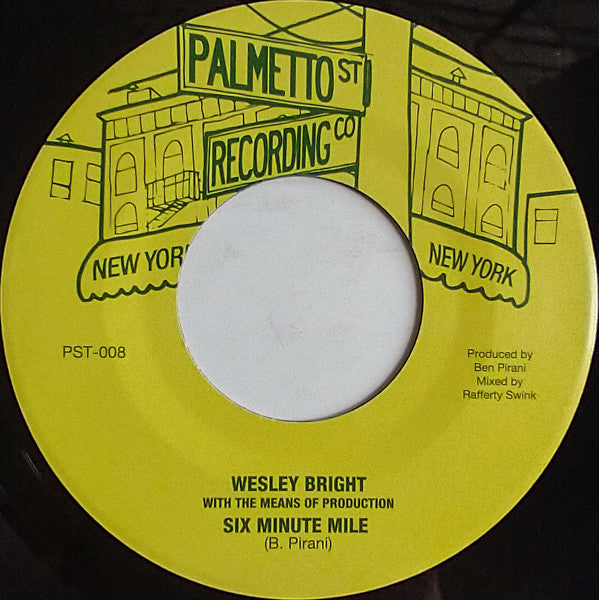 PALMETTO ST
RECORDING CO
NEW YOR
NEW YORK
PST-008
Produced by
Ben Pirani
Mixed by
Rafferty Swink
WESLEY BRIGHT
WITH THE MEANS OF PRODUCTION
SIX MINUTE MILE
(B. Pirani)